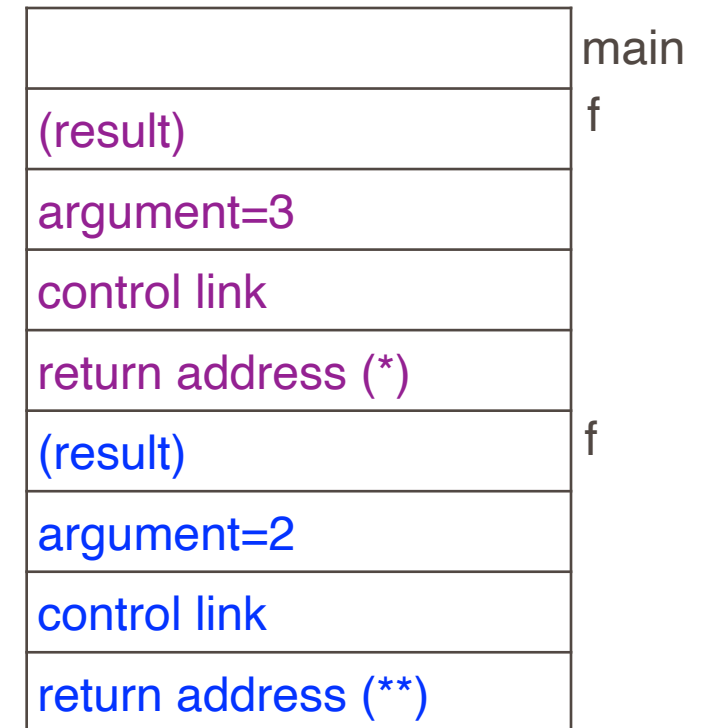 main
(result)
f
argument=3
control link
return address (*)
(result)
f
argument=2
control link
return address (**)